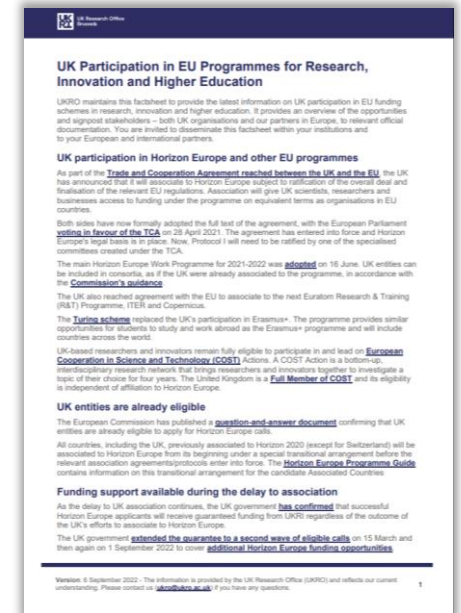 UK Research Office
Brussels
UK Participation in EU Programmes for Research,
Innovation and Higher Education
UKRO maintains this factsheet to provide the latest information on UK participation in EU funding
schemes in research, innovation and higher education. It provides an overview of the opportunities
and signpost stakeholders – both UK organisations and our partners in Europe, to relevant official
documentation. You are invited to disseminate this factsheet within your institutions and
to your European and international partners.
UK participation in Horizon Europe and other EU programmes
As part of the Trade and Cooperation Agreement reached between the UK and the EU, the UK
has announced that it will associate to Horizon Europe subject to ratification of the overall deal and
finalisation of the relevant EU regulations. Association will give UK scientists, researchers and
businesses access to funding under the programme on equivalent terms as organisations in EU
countries.
Both sides have now formally adopted the full text of the agreement, with the European Parliament
voting in favour of the TCA on 28 April 2021. The agreement has entered into force and Horizon
Europe's legal basis is in place. Now, Protocol I will need to be ratified by one of the specialised
committees created under the TCA.
The main Horizon Europe Work Programme for 2021-2022 was adopted on 16 June. UK entities can
be included in consortia, as if the UK were already associated to the programme, in accordance with
the Commission's guidance.
The UK also reached agreement with the EU to associate to the next Euratom Research & Training
(R&T) Programme, ITER and Copernicus.
The Turing scheme replaced the UK's participation in Erasmus+. The programme provides similar
opportunities for students to study and work abroad as the Erasmus+ programme and will include
countries across the world.
UK-based researchers and innovators remain fully eligible to participate in and lead on European
Cooperation in Science and Technology (COST) Actions. A COST Action is a bottom-up,
interdisciplinary research network that brings researchers and innovators together to investigate a
topic of their choice for four years. The United Kingdom is a Full Member of COST and its eligibility
is independent of affiliation to Horizon Europe.
UK entities are already eligible
The European Commission has published a question-and-answer document confirming that UK
entities are already eligible to apply for Horizon Europe calls.
All countries, including the UK, previously associated to Horizon 2020 (except for Switzerland) will be
associated to Horizon Europe from its beginning under a special transitional arrangement before the
relevant association agreements/protocols enter into force. The Horizon Europe Programme Guide
contains information on this transitional arrangement for the candidate Associated Countries
Funding support available during the delay to association
As the delay to UK association continues, the UK government has confirmed that successful
Horizon Europe applicants will receive guaranteed funding from UKRI regardless of the outcome of
the UK's efforts to associate to Horizon Europe.
The UK government extended the guarantee to a second wave of eligible calls on 15 March and
then again on 1 September 2022 to cover additional Horizon Europe funding opportunities.
Version: 6 September 2022 - The information is provided by the UK Research Office (UKRO) and reflects our current
understanding. Please contact us (ukro@ukro.ac.uk) if you have any questions.
1